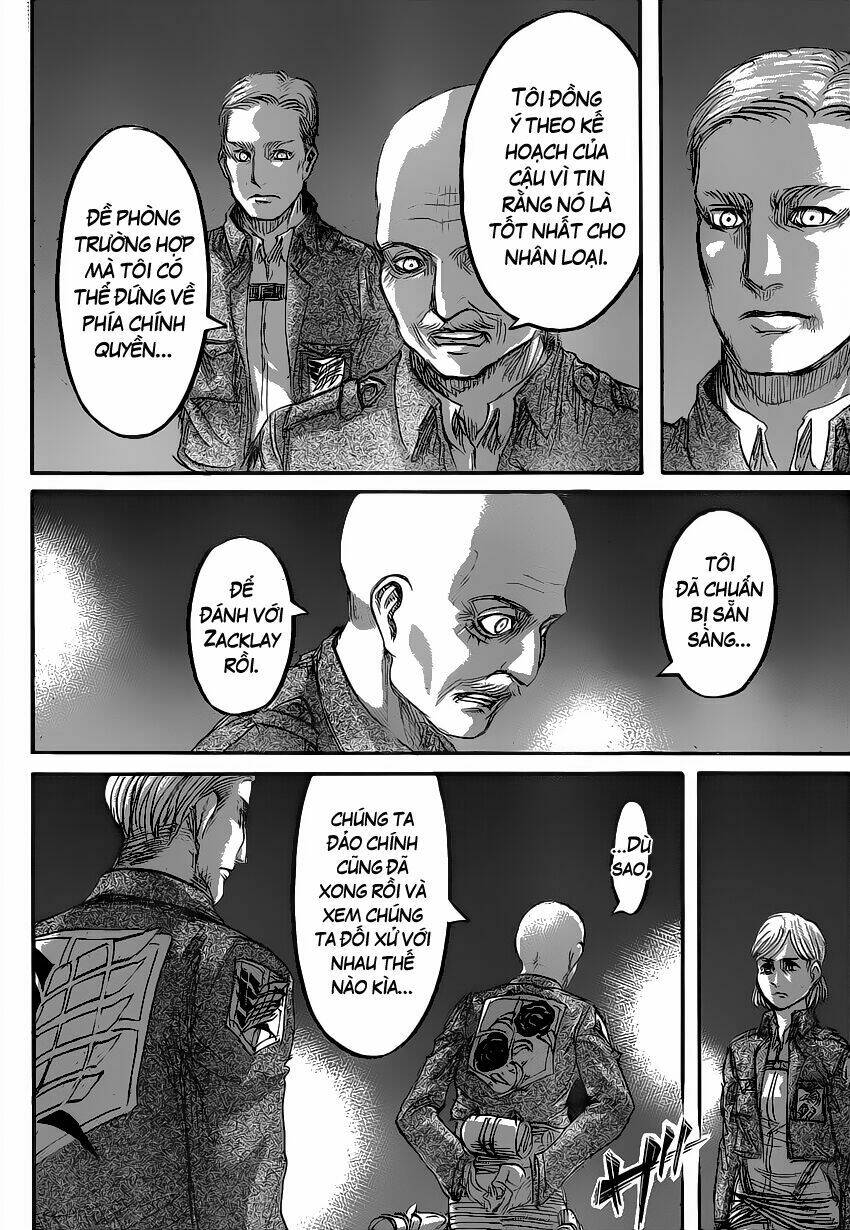 TÔI ĐỒNG
Ý THEO KẾ
HOẠCH CỦA
CẬU VÌ TIN
RẰNG NÓ LÀ
TỐT NHẤT CHO
NHÂN LOẠI.
ĐỀ PHÒNG
TRƯỜNG HỢP
MÀ TÔI CÓ
THỂ ĐỨNG VỀ
PHÍA CHÍNH
QUYỀN...
TÔI
ĐÃ CHUẨN
BỊ SẴN
SÀNG...
ĐỂ
ĐÁNH VỚI
ZACKLAY
RỒI.
...DÙ
SAO,
CHÚNG TA
ĐẢO CHÍNH
CŨNG ĐÃ
XONG RỒI VÀ
XEM CHÚNG
TA ĐỐI XỬ VỚI
NHAU THẾ
NÀO KÌA...